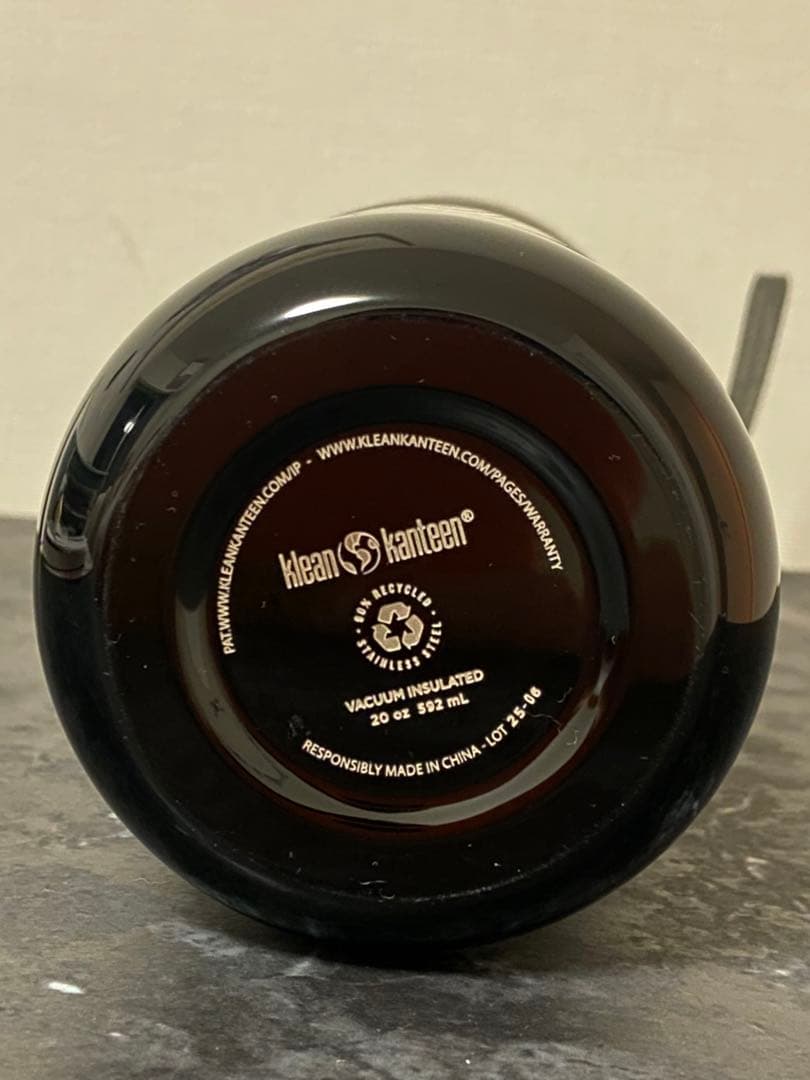 PAT.WWW.KLEANKANTEEN.COM/IP - WWW.KLEANKANTEEN.COM/PAGES/WARRANTY
klean kanteen®
90% RECYCLED •
STAINLESS STEEL •
VACUUM INSULATED
20 oz 592 mL
RESPONSIBLY MADE IN CHINA - LOT 25-06